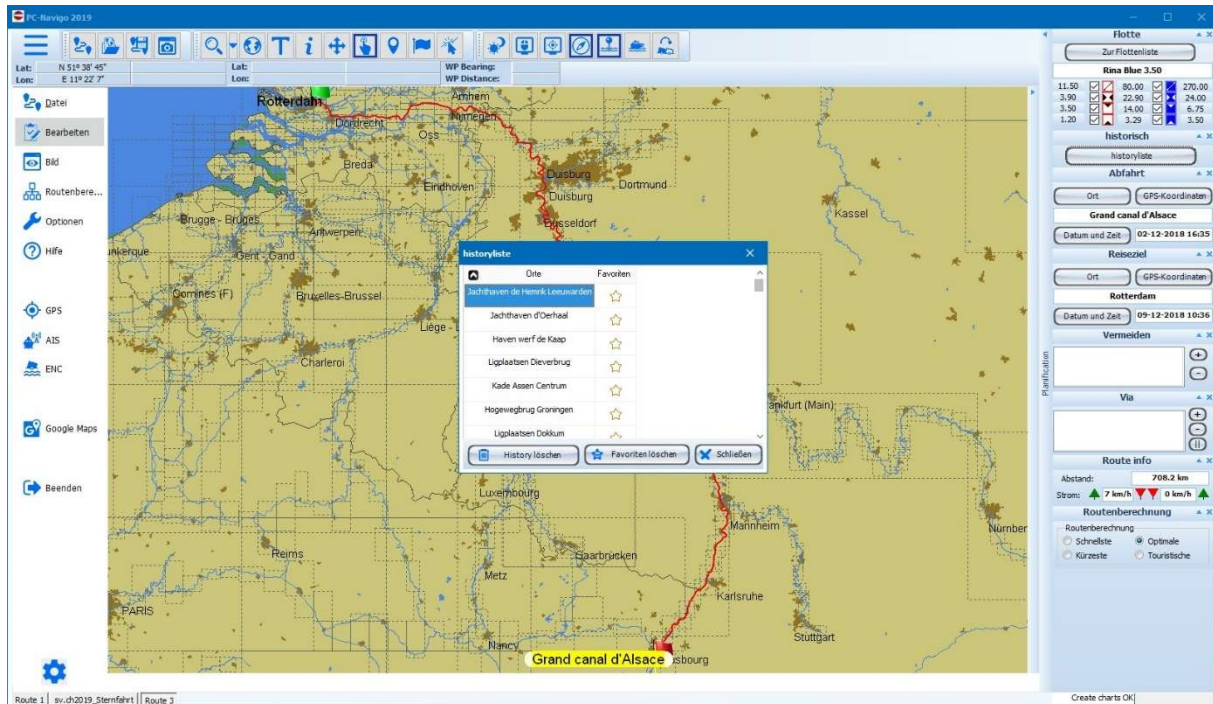 PC-Navigo 2019
Lat: N 51º 38' 45"
Lon: E 11º 22' 7"
Lat:
Lon:
WP Bearing:
WP Distance:
Datei
Bearbeiten
Bild
Routenbere...
Optionen
Hilfe
GPS
AIS
ENC
Google Maps
Beenden
Rotterdam
Arnhem
Nijmegen
Dordrecht
Oss
Breda
Eindhoven
Duisburg
Duisburg
Dortmund
Düsseldorf
Kassel
Brugge - Bruges
Antwerpen
Gent - Gand
unkerque
Comines (F)
Bruxelles-Brussel
Liège - L
Charleroi
ankfurt (Main)
Luxembourg
Mannheim
Nürnber
Reims
Saarbrücken
Metz
Karlsruhe
PARIS
Stuttgart
Nancy
Grand canal d'Alsace
sbourg
historyliste
Orte Favoriten
Jachthaven de Hemrik Leeuwarden
Jachthaven d'Oerhaal
Haven werf de Kaap
Ligplaatsen Dieverbrug
Kade Assen Centrum
Hogewegbrug Groningen
Ligplaatsen Dokkum
History löschen
Favoriten löschen
Schließen
Planification
Flotte
Zur Flottenliste
Rina Blue 3.50
11.50 80.00 270.00
3.90 22.90 24.00
3.50 14.00 6.75
1.20 3.29 3.50
historisch
historyliste
Abfahrt
Ort GPS-Koordinaten
Grand canal d'Alsace
Datum und Zeit 02-12-2018 16:35
Reiseziel
Ort GPS-Koordinaten
Rotterdam
Datum und Zeit 09-12-2018 10:36
Vermeiden
Via
Route info
Abstand: 708.2 km
Strom: 7 km/h 0 km/h
Routenberechnung
Routenberechnung
Schnellste Optimale
Kürzeste Touristische
Route 1 sv.ch2019_Sternfahrt Route 3
Create charts OK